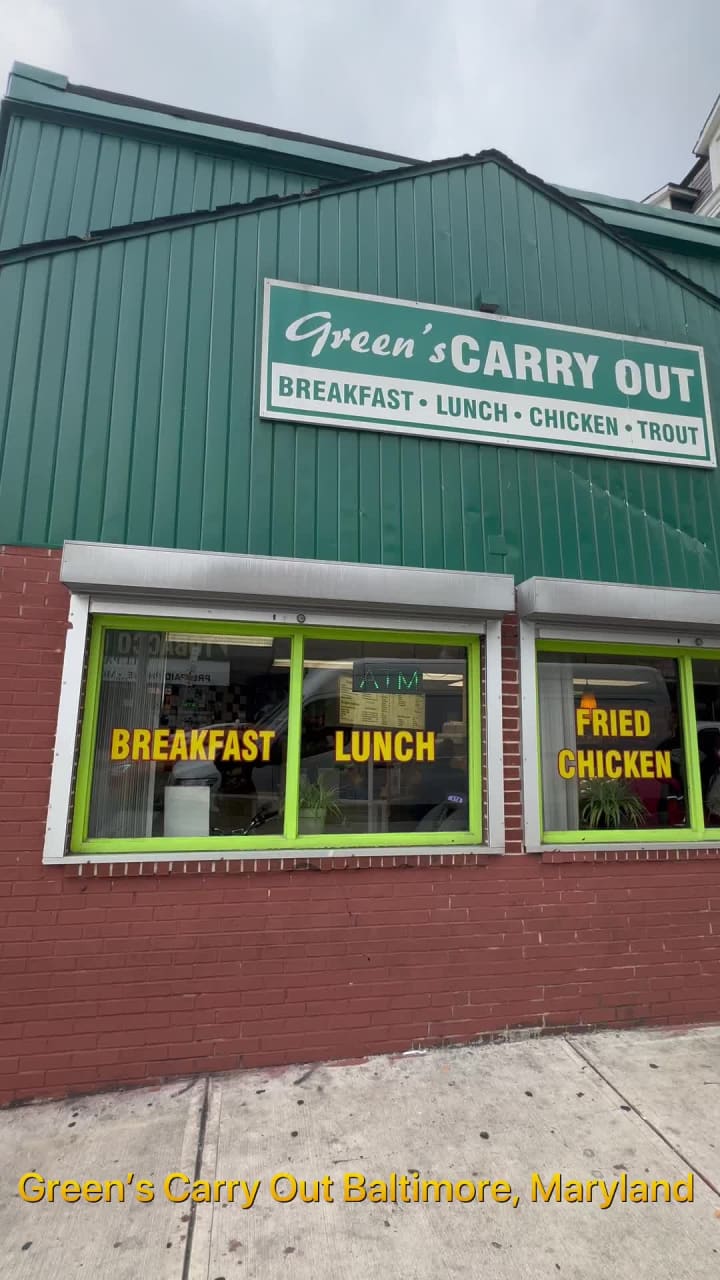 Green's CARRY OUT
BREAKFAST • LUNCH • CHICKEN • TROUT
ATM
BREAKFAST
LUNCH
FRIED
CHICKEN
Green's Carry Out Baltimore, Maryland